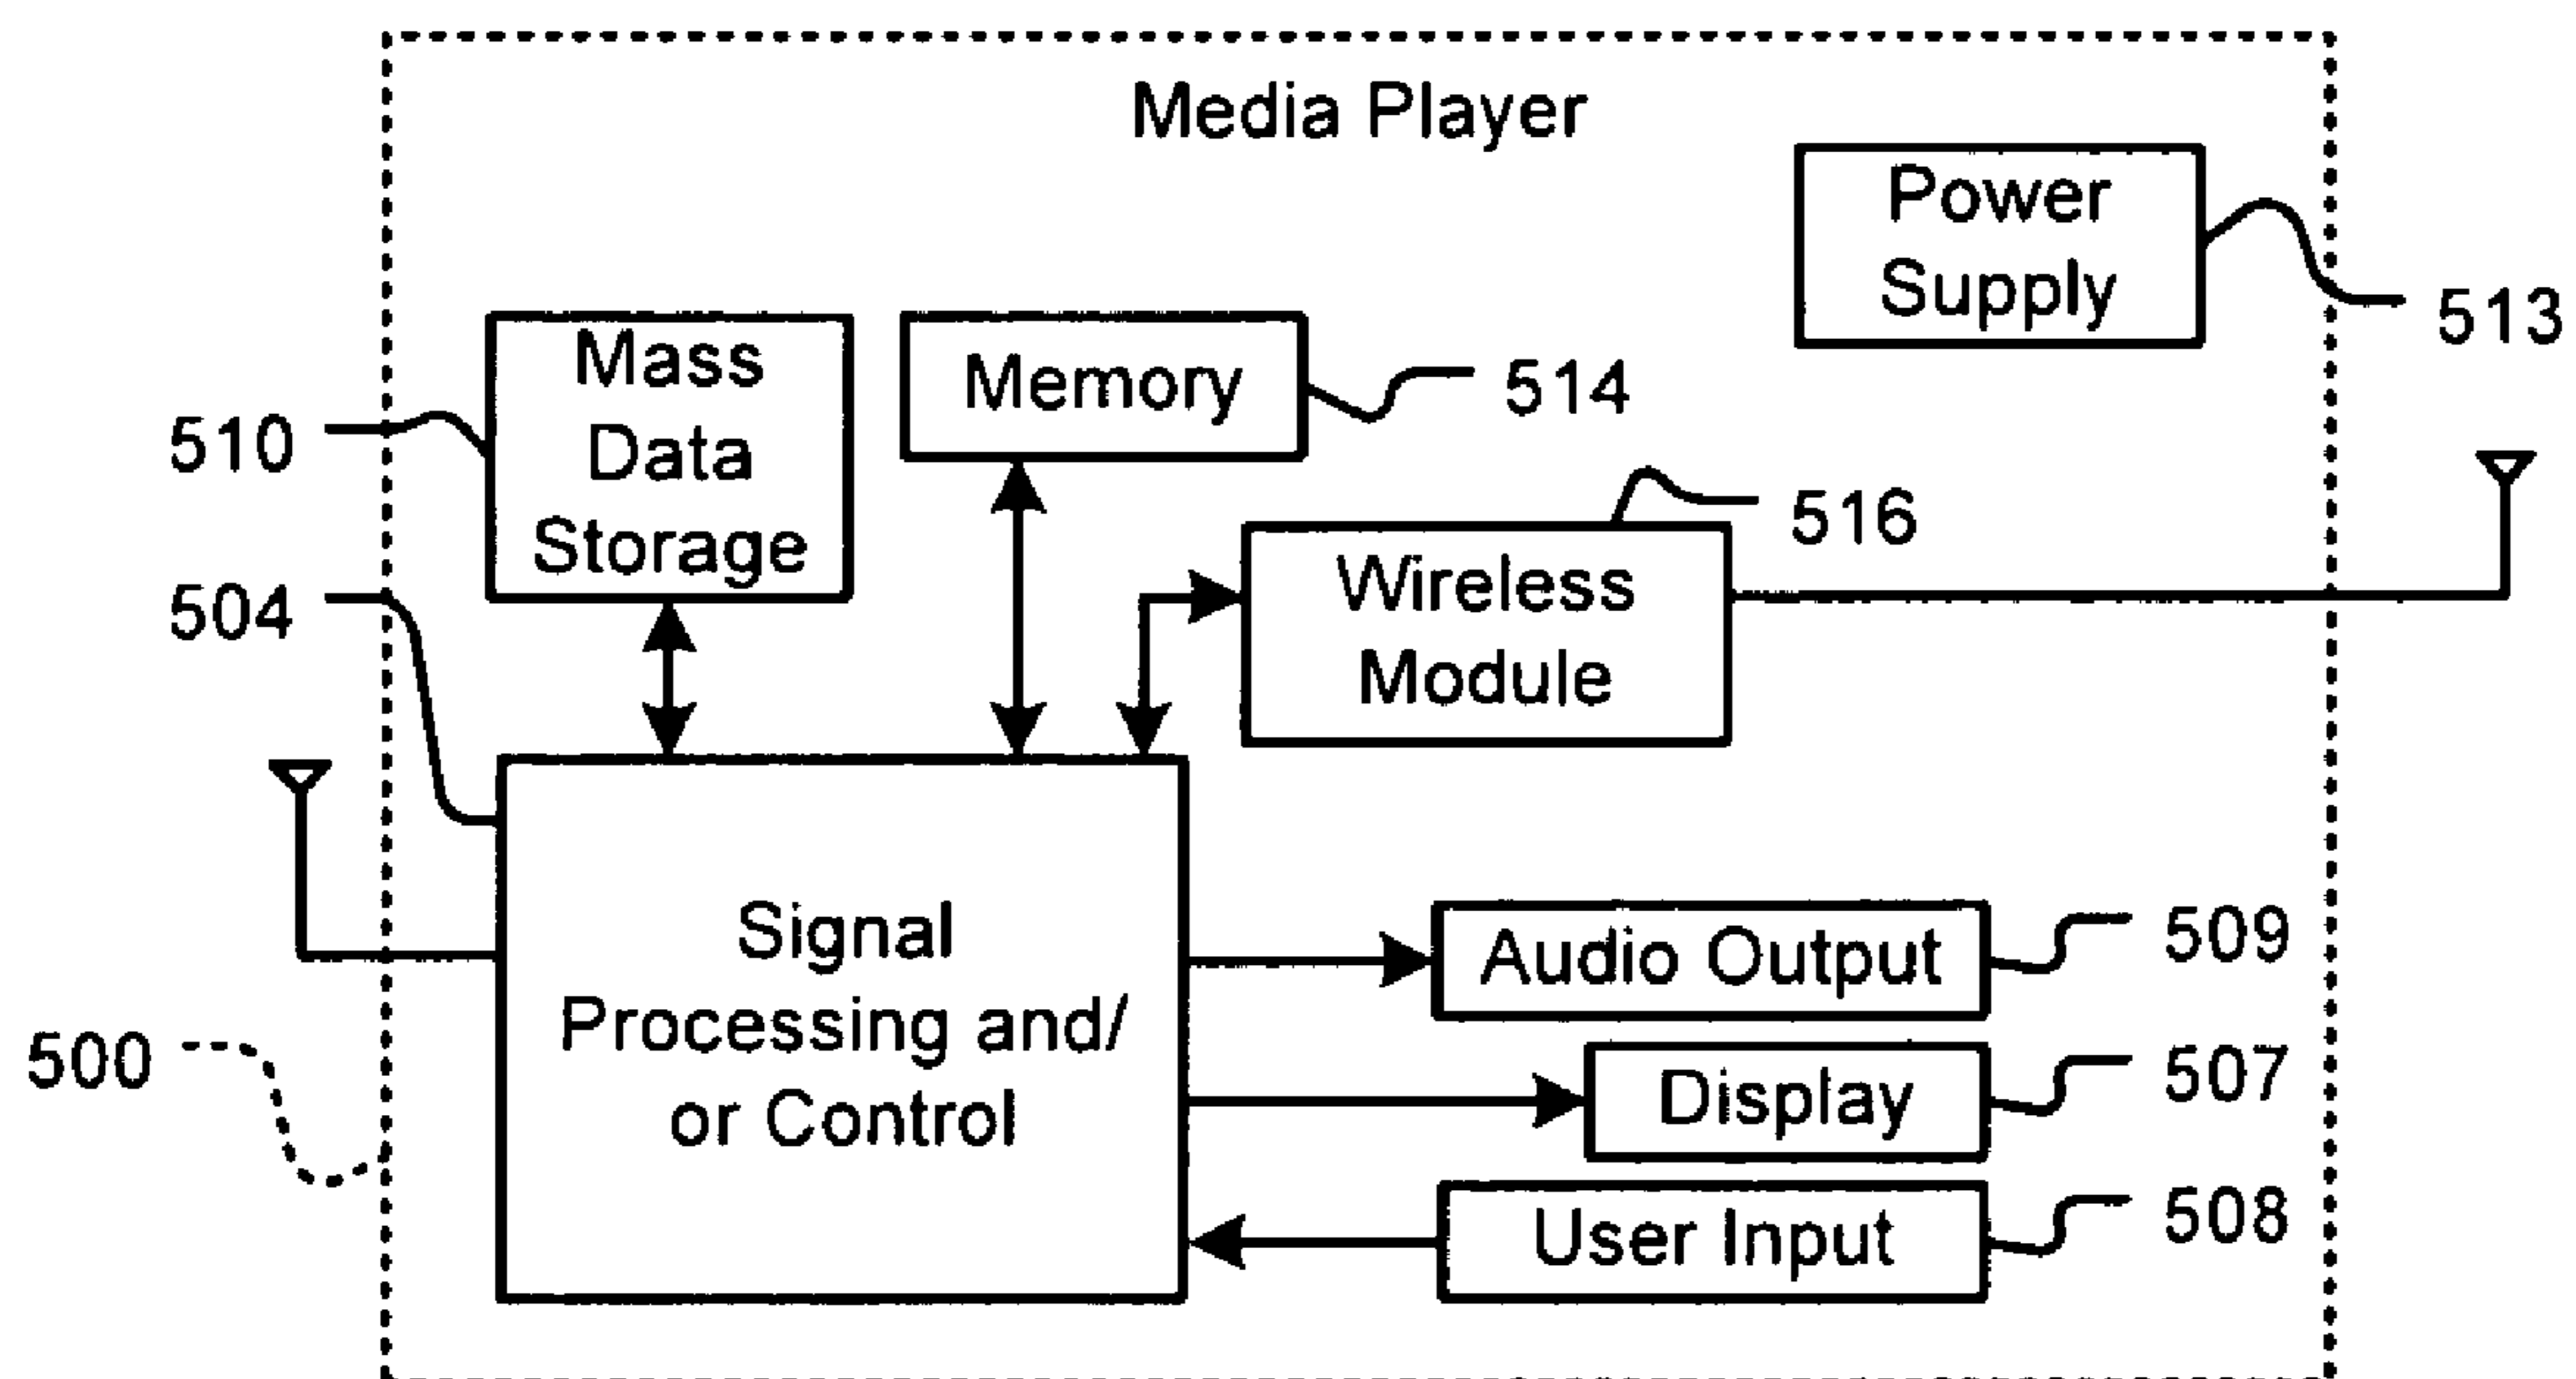 Media Player
Power
Supply
513
Mass
Data
Storage
510
Memory
514
516
Wireless
Module
504
Signal
Processing and/
or Control
500
Audio Output
509
Display
507
User Input
508